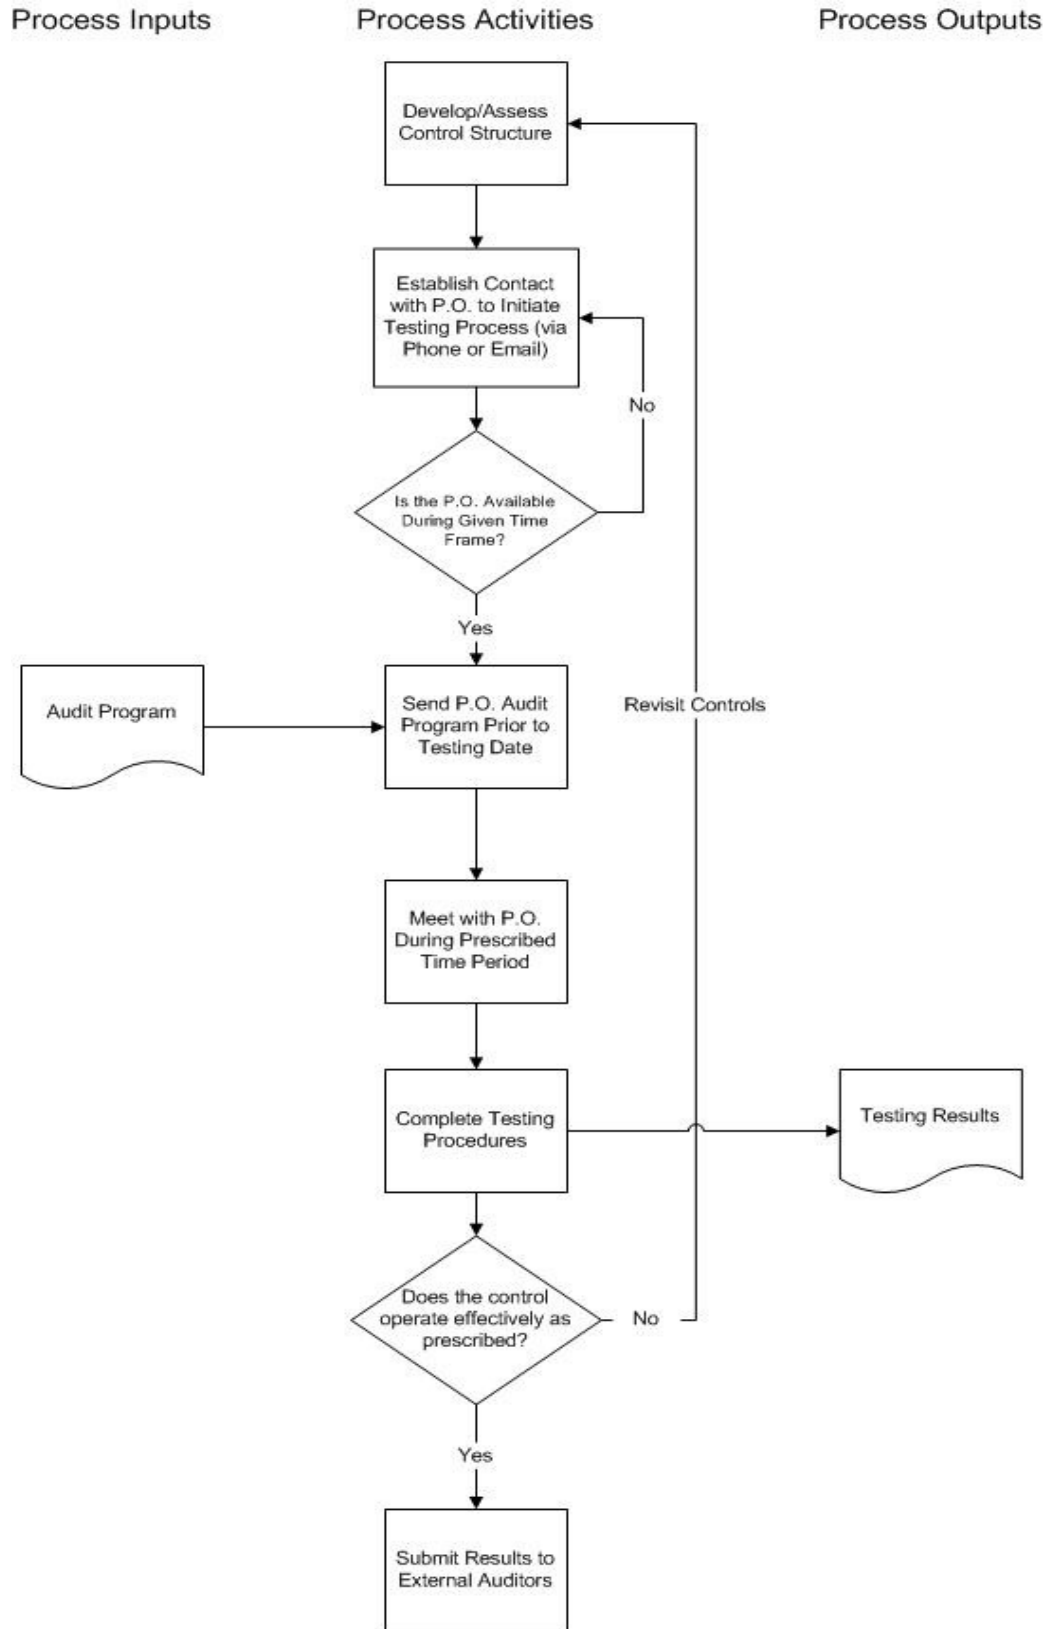 Process Inputs
Process Activities
Process Outputs
Develop/Assess
Control Structure
Establish Contact
with P.O. to Initiate
Testing Process (via
Phone or Email)
No
Is the P.O. Available
During Given Time
Frame?
Yes
Audit Program
Send P.O. Audit
Program Prior to
Testing Date
Revisit Controls
Meet with P.O.
During Prescribed
Time Period
Complete Testing
Procedures
Testing Results
Does the control
operate effectively as
prescribed?
No
Yes
Submit Results to
External Auditors